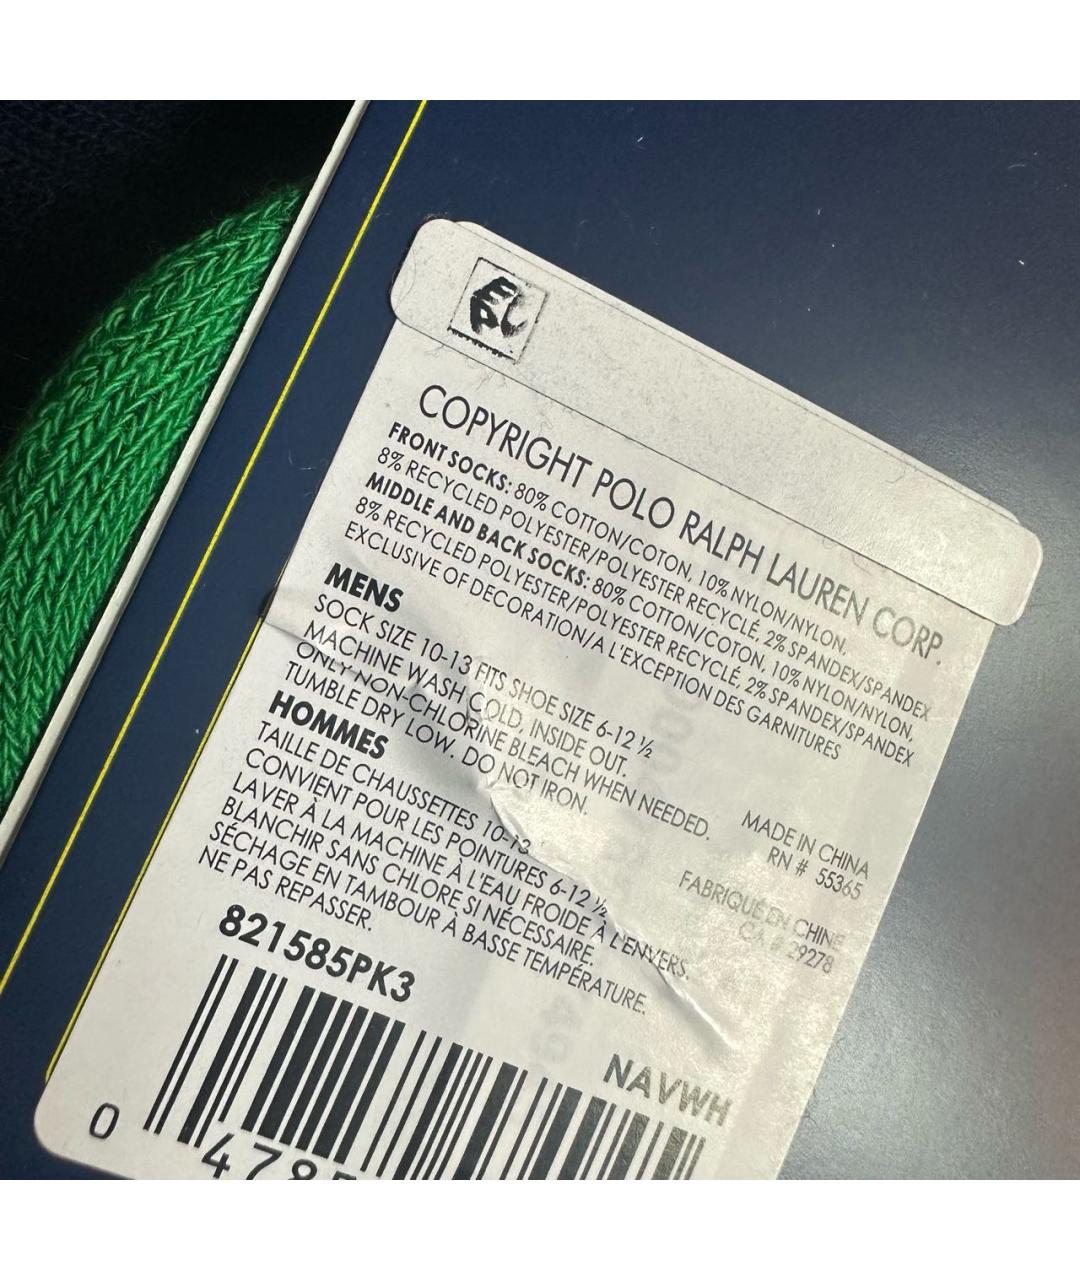 RPL
COPYRIGHT POLO RALPH LAUREN CORP.
FRONT SOCKS: 80% COTTON/COTON, 10% NYLON/NYLON,
8% RECYCLED POLYESTER/POLYESTER RECYCLÉ, 2% SPANDEX/SPANDEX
MIDDLE AND BACK SOCKS: 80% COTTON/COTON, 10% NYLON/NYLON,
8% RECYCLED POLYESTER/POLYESTER RECYCLÉ, 2% SPANDEX/SPANDEX
EXCLUSIVE OF DECORATION/A L'EXCEPTION DES GARNITURES
MENS
SOCK SIZE 10-13 FITS SHOE SIZE 6-12 ½
MACHINE WASH COLD, INSIDE OUT.
ONLY NON-CHLORINE BLEACH WHEN NEEDED.
TUMBLE DRY LOW. DO NOT IRON.
HOMMES
TAILLE DE CHAUSSETTES 10-13
CONVIENT POUR LES POINTURES 6-12 ½
LAVER À LA MACHINE À L'EAU FROIDE À L'ENVERS.
BLANCHIR SANS CHLORE SI NÉCESSAIRE.
SÉCHAGE EN TAMBOUR À BASSE TEMPÉRATURE.
NE PAS REPASSER.
MADE IN CHINA
RN # 55365
FABRIQUÉ EN CHINE
CA # 29278
821585PK3
NAVWH
0 4785